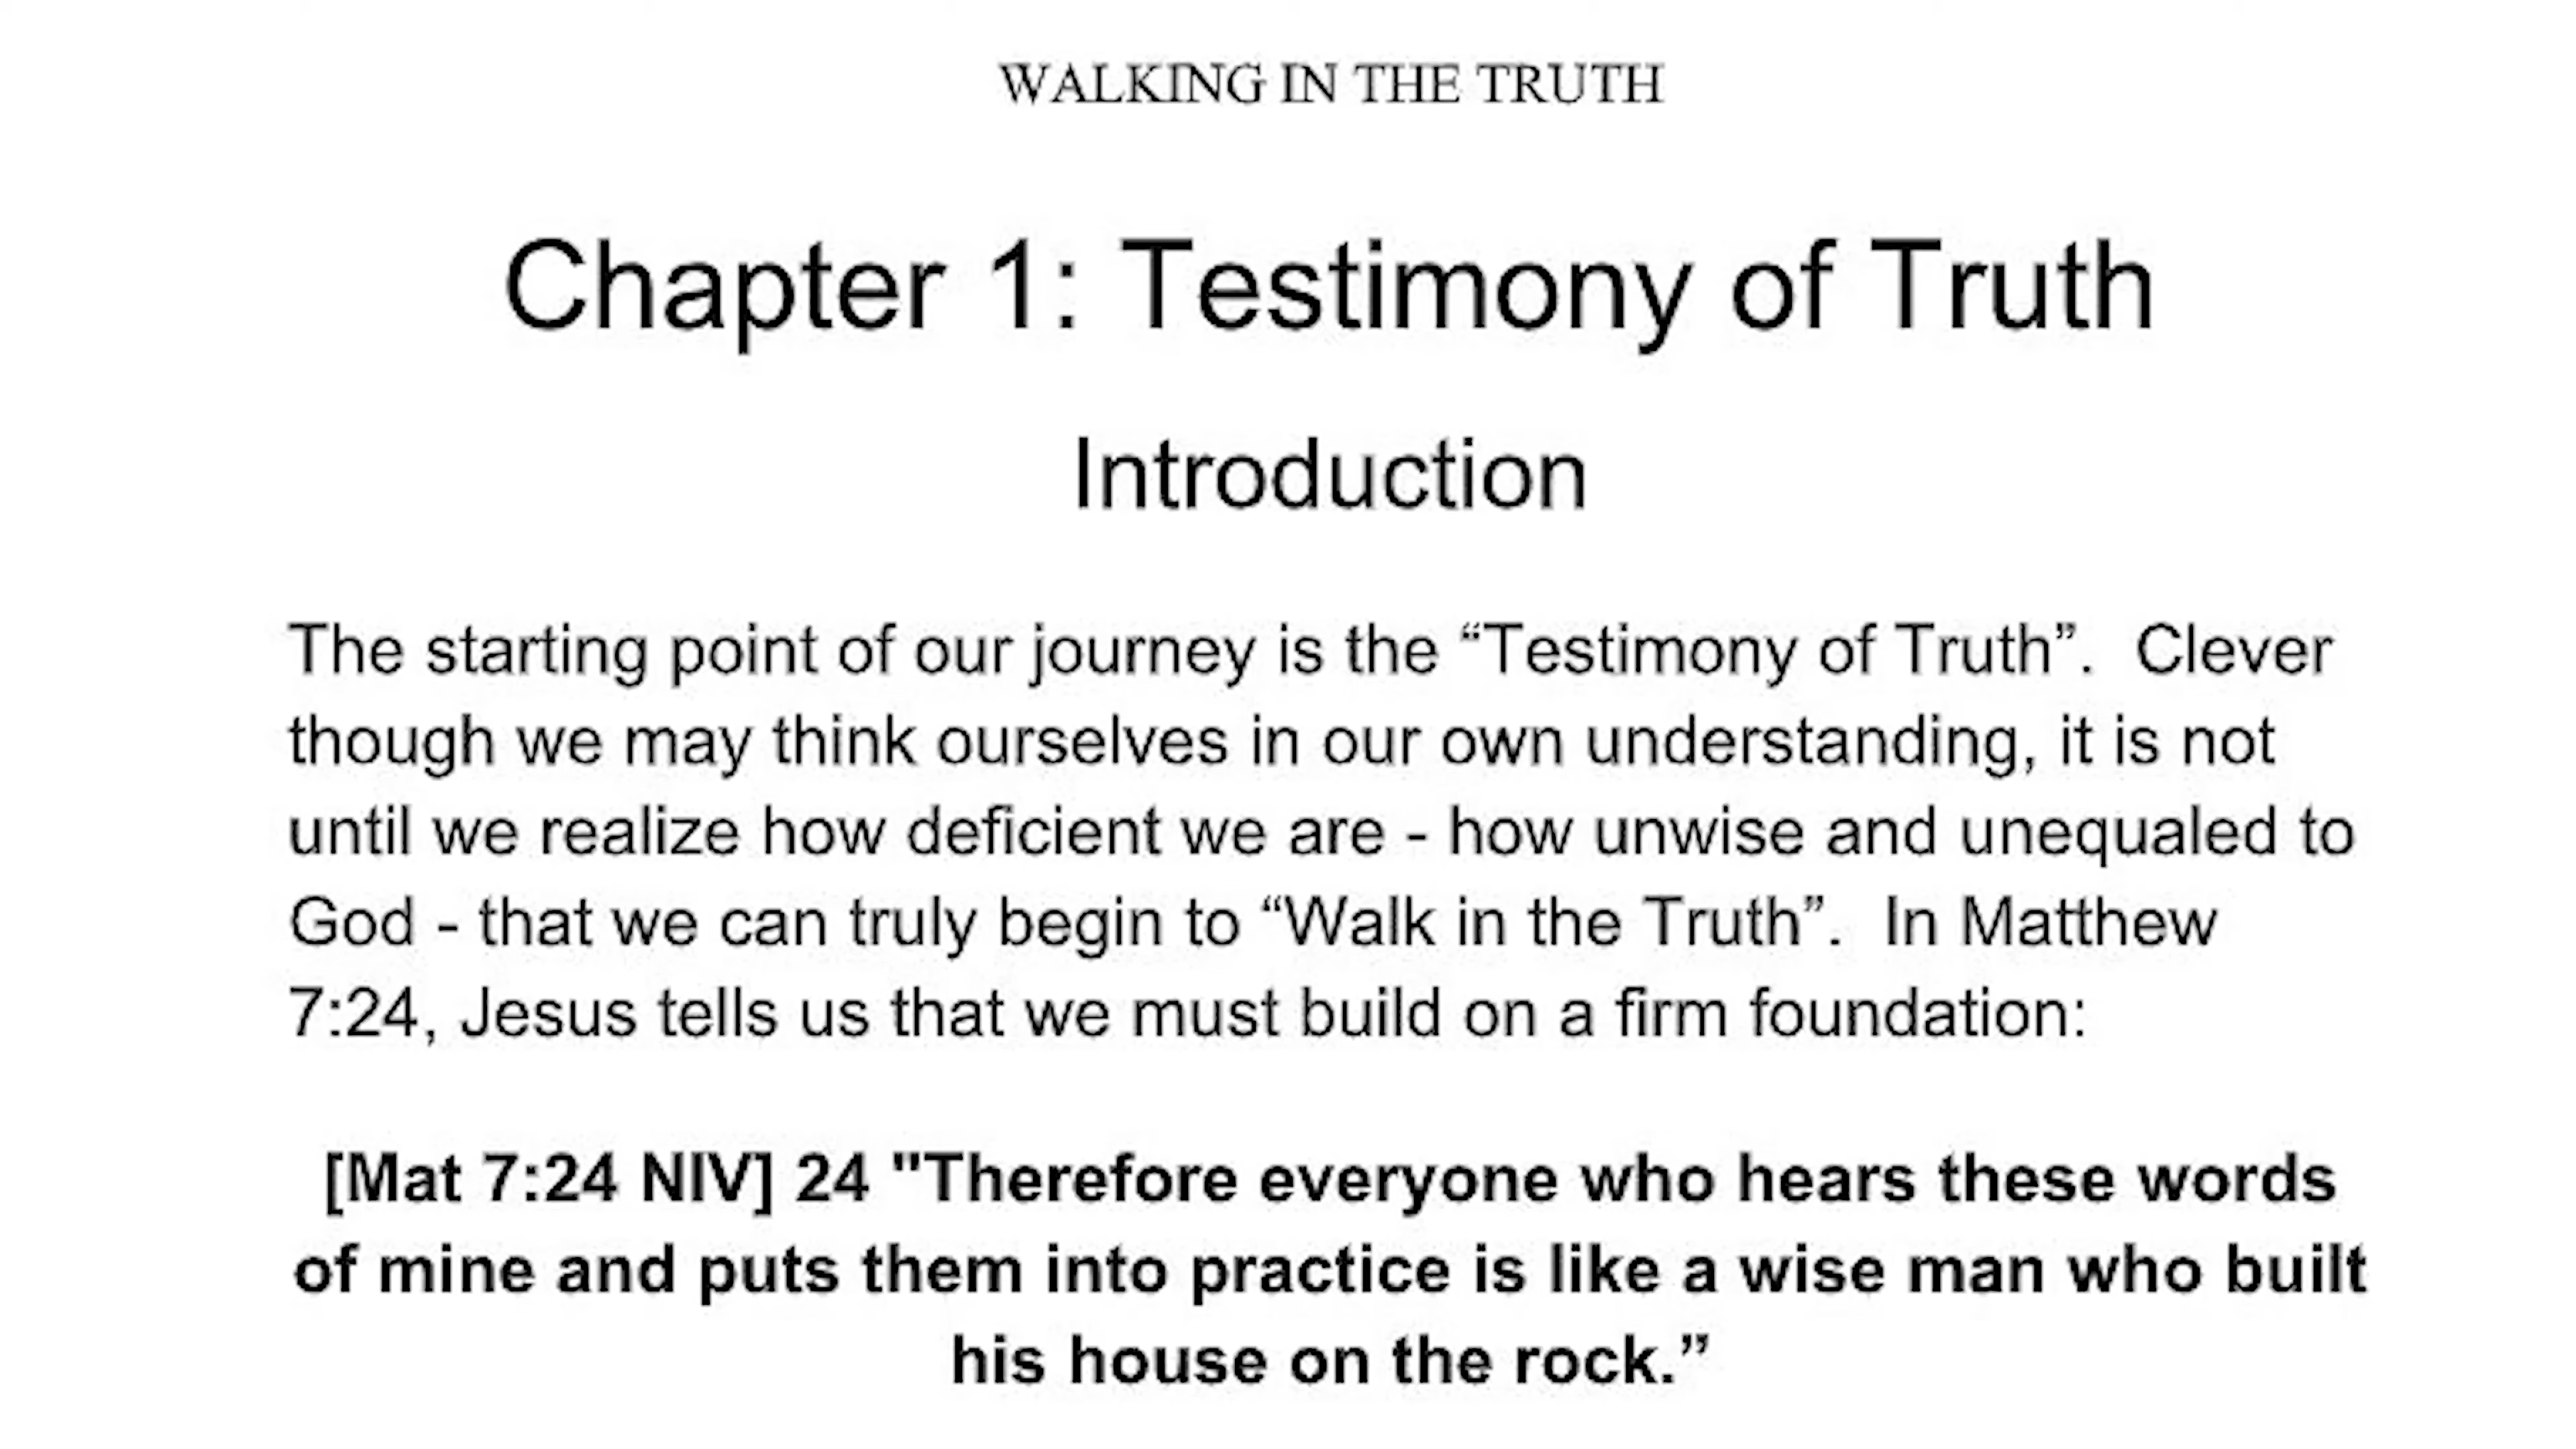 WALKING IN THE TRUTH
Chapter 1: Testimony of Truth
Introduction
The starting point of our journey is the “Testimony of Truth”.  Clever
though we may think ourselves in our own understanding, it is not
until we realize how deficient we are - how unwise and unequaled to
God - that we can truly begin to “Walk in the Truth”.  In Matthew
7:24, Jesus tells us that we must build on a firm foundation:
[Mat 7:24 NIV] 24 "Therefore everyone who hears these words
of mine and puts them into practice is like a wise man who built
his house on the rock.”